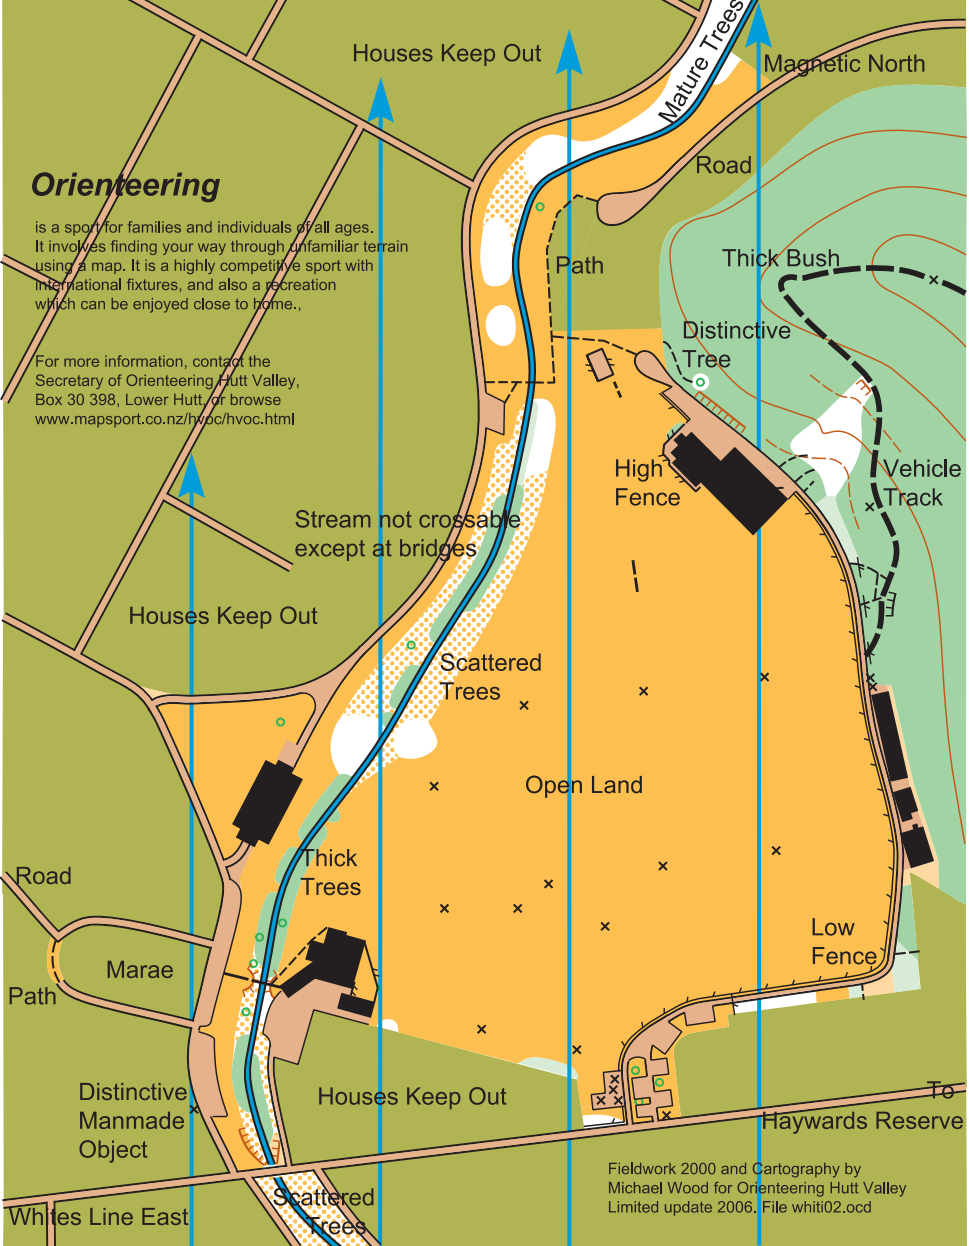 Mature Trees
Houses Keep Out
Magnetic North
Road
Orienteering
is a sport for families and individuals of all ages.
It involves finding your way through unfamiliar terrain
using a map. It is a highly competitive sport with
international fixtures, and also a recreation
which can be enjoyed close to home.,
Path
Thick Bush
Distinctive
Tree
For more information, contact the
Secretary of Orienteering Hutt Valley,
Box 30 398, Lower Hutt, or browse
www.mapsport.co.nz/hvoc/hvoc.html
High
Fence
Vehicle
Track
Stream not crossable
except at bridges
Houses Keep Out
Scattered
Trees
Open Land
Thick
Trees
Road
Marae
Path
Low
Fence
Distinctive
Manmade
Object
Houses Keep Out
To
Haywards Reserve
Fieldwork 2000 and Cartography by
Michael Wood for Orienteering Hutt Valley
Limited update 2006. File whiti02.ocd
Scattered
Trees
Whites Line East